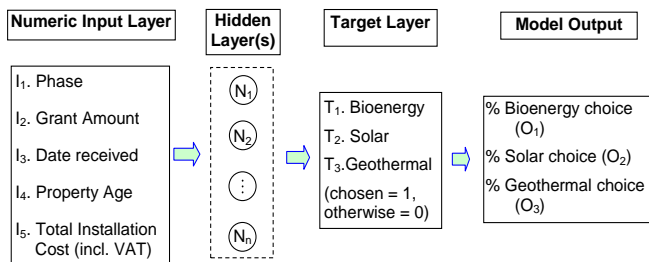 Numeric Input Layer
I₁. Phase
I₂. Grant Amount
I₃. Date received
I₄. Property Age
I₅. Total Installation
Cost (incl. VAT)
Hidden
Layer(s)
N₁
N₂
⋮
Nₙ
Target Layer
T₁. Bioenergy
T₂. Solar
T₃.Geothermal
(chosen = 1,
otherwise = 0)
Model Output
% Bioenergy choice
(O₁)
% Solar choice (O₂)
% Geothermal choice
(O₃)